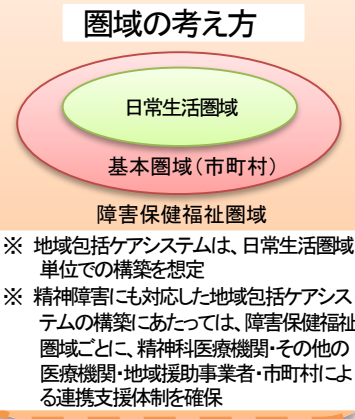 圏域の考え方
日常生活圏域
基本圏域(市町村)
障害保健福祉圏域
※ 地域包括ケアシステムは、日常生活圏域
単位での構築を想定
※ 精神障害にも対応した地域包括ケアシス
テムの構築にあたっては、障害保健福祉
圏域ごとに、精神科医療機関・その他の
医療機関・地域援助事業者・市町村によ
る連携支援体制を確保